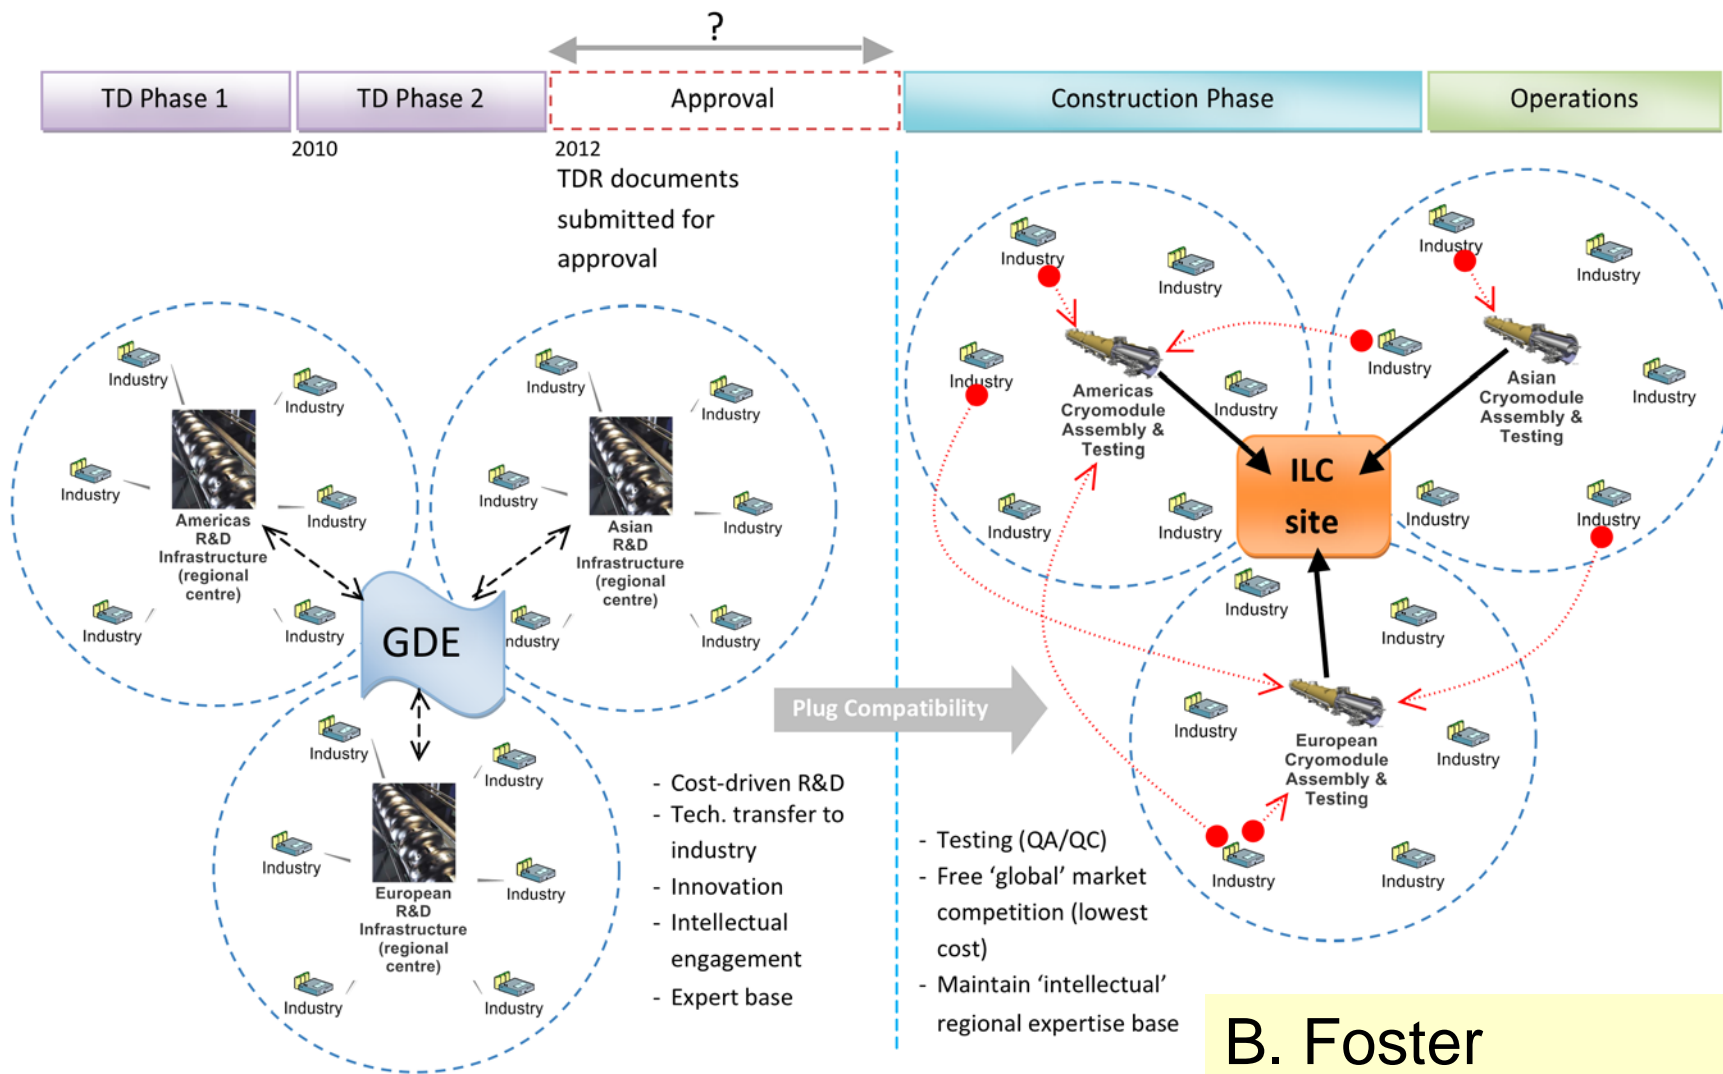 ?
TD Phase 1
TD Phase 2
Approval
Construction Phase
Operations
2010
2012
TDR documents
submitted for
approval
Industry
Industry
Industry
Industry
Industry
Industry
Americas
R&D
Infrastructure
(regional
centre)
Industry
Industry
Industry
Industry
Industry
Industry
Asian
R&D
Infrastructure
(regional
centre)
GDE
Industry
Industry
Industry
Industry
Industry
Industry
European
R&D
Infrastructure
(regional
centre)
- Cost-driven R&D
- Tech. transfer to
industry
- Innovation
- Intellectual
engagement
- Expert base
Plug Compatibility
Industry
Industry
Industry
Industry
Industry
Industry
Americas
Cryomodule
Assembly &
Testing
Industry
Industry
Industry
Industry
Industry
Industry
Asian
Cryomodule
Assembly &
Testing
ILC
site
Industry
Industry
Industry
Industry
Industry
Industry
European
Cryomodule
Assembly &
Testing
- Testing (QA/QC)
- Free ‘global’ market
competition (lowest
cost)
- Maintain ‘intellectual’
regional expertise base
B. Foster